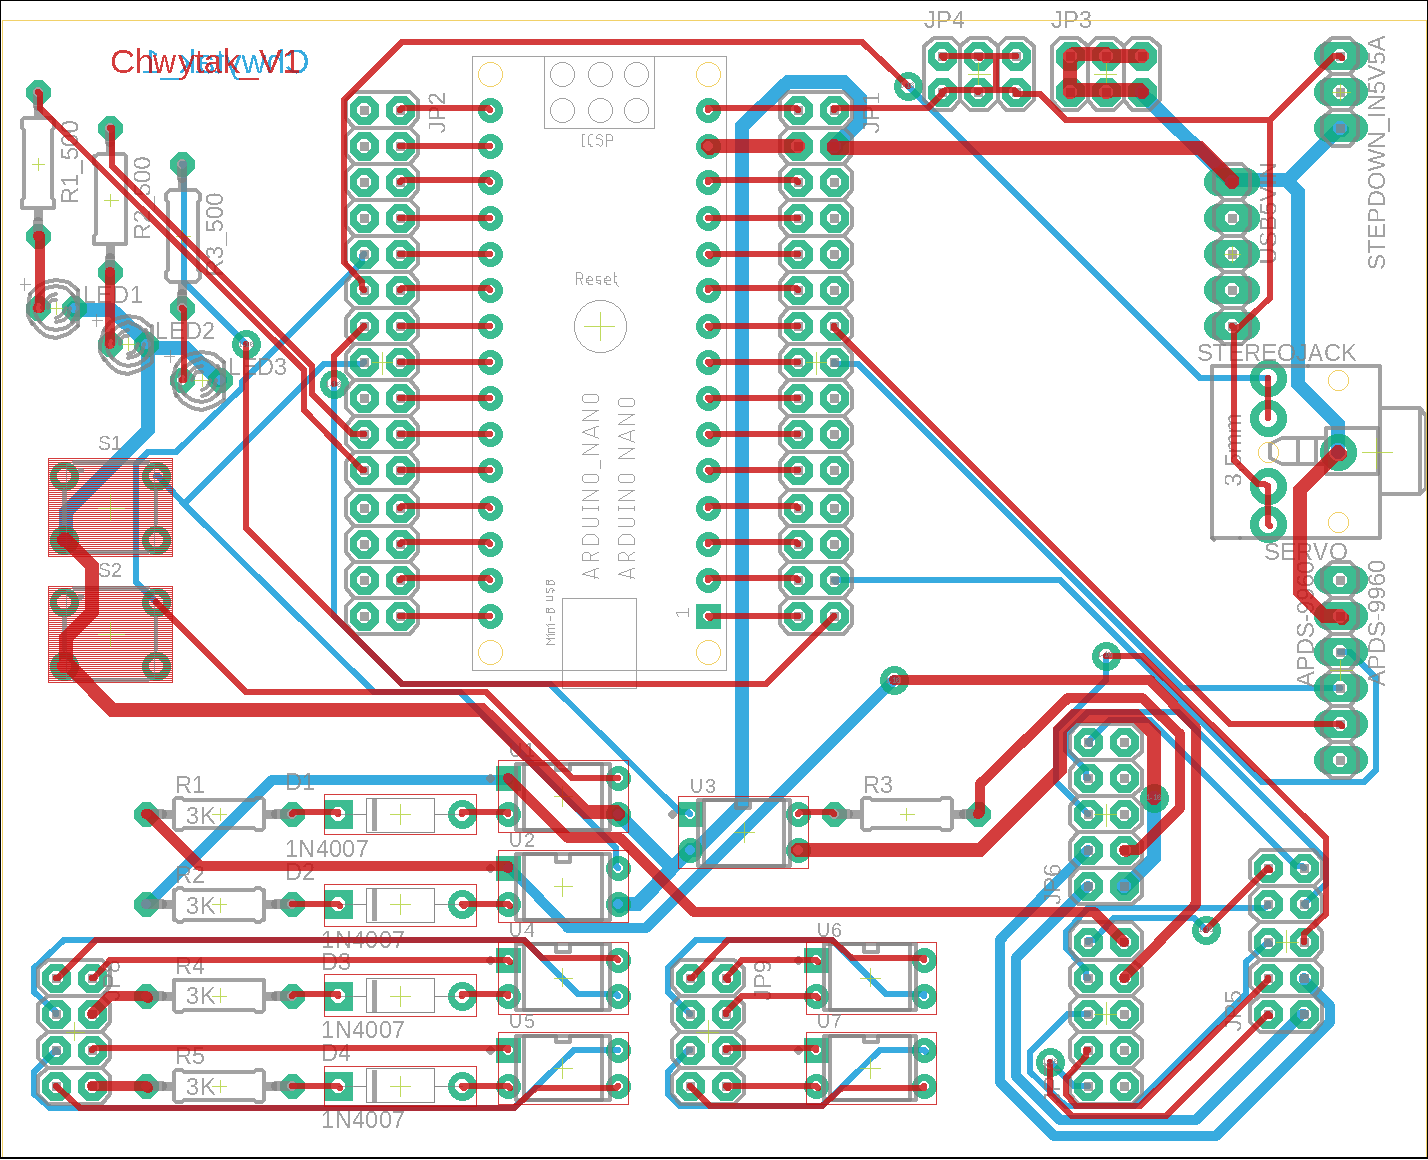 JP4
JP3
Chwytak_V1
Chwytak_V1
JP2
JP1
ICSP
STEPDOWN_IN5V5A
R1_500
R2_500
R3_500
USB5VIN
Reset
LED1
LED2
LED3
STEREOJACK
3.5mm
ARDUINO_NANO
ARDUINO NANO
S1
SERVO
S2
Mini-B USB
1
APDS-9960
APDS-9960
U1
R1
D1
U3
R3
3K
1N4007
U2
R2
D2
JP6
3K
1N4007
U4
U6
R4
D3
JP8
JP9
3K
1N4007
U5
U7
JP5
R5
D4
3K
JP7
1N4007